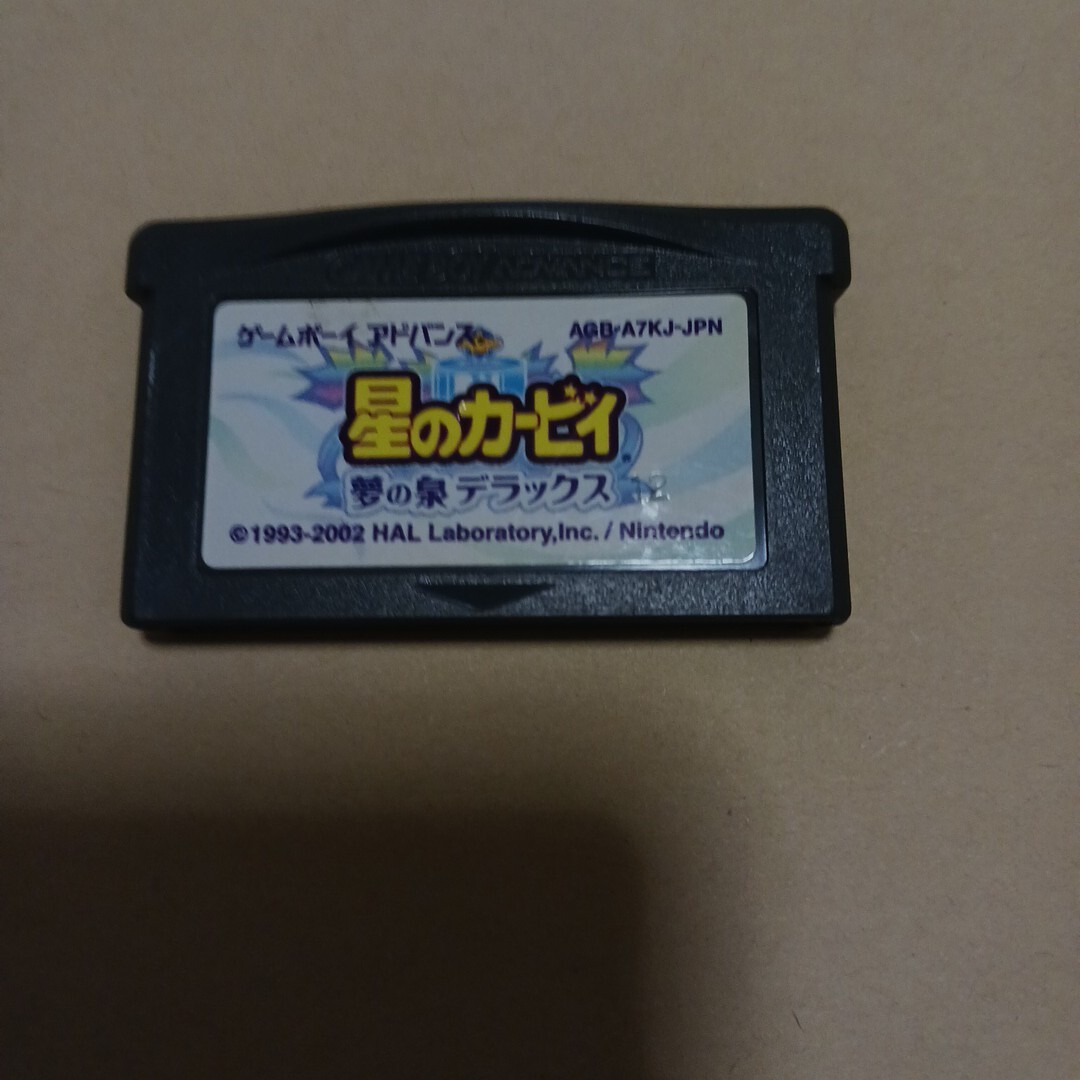 GAME BOY ADVANCE
ゲームボーイ アドバンス AGB-A7KJ-JPN
星のカービィ
夢の泉 デラックス
©1993-2002 HAL Laboratory,Inc. / Nintendo